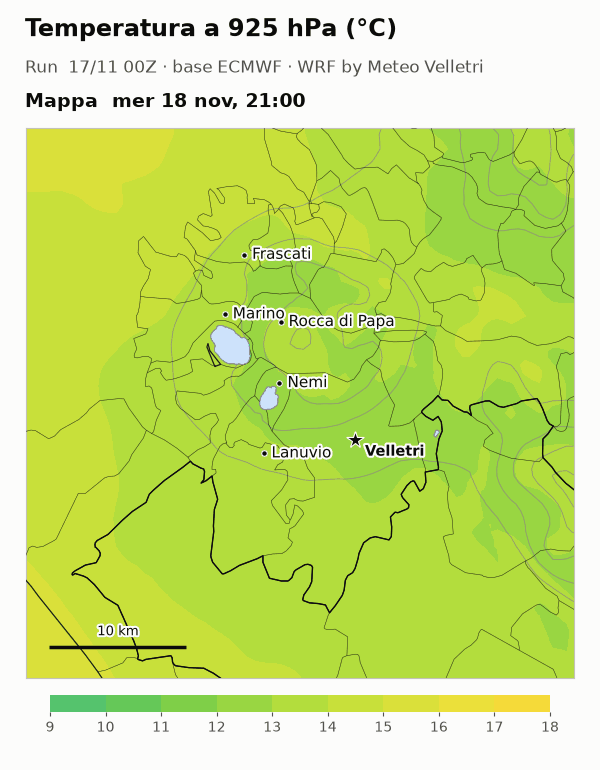 Temperatura a 925 hPa (°C)
Run  17/11 00Z · base ECMWF · WRF by Meteo Velletri
Mappa  mer 18 nov, 21:00
Frascati
Marino
Rocca di Papa
Nemi
Velletri
Lanuvio
10 km
9 10 11 12 13 14 15 16 17 18